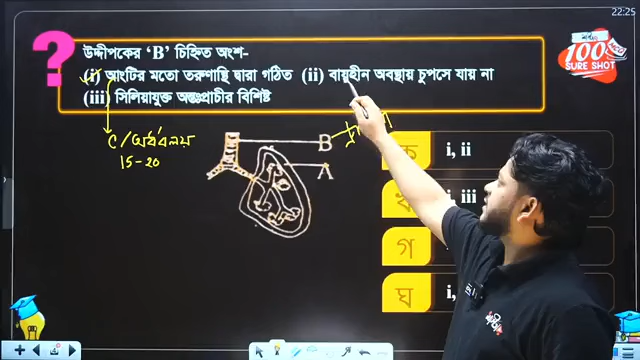 22:25
উদ্দীপকের ‘B’ চিহ্নিত অংশ-
(i) আংটির মতো তরুণাস্থি দ্বারা গঠিত (ii) বায়ুহীন অবস্থায় চুপসে যায় না
(iii) সিলিয়াযুক্ত অন্তঃপ্রাচীর বিশিষ্ট
100%
SURE SHOT
C/অর্ধবলয়
15-20
B
A
ক i, ii
খ i, iii
গ
ঘ i,